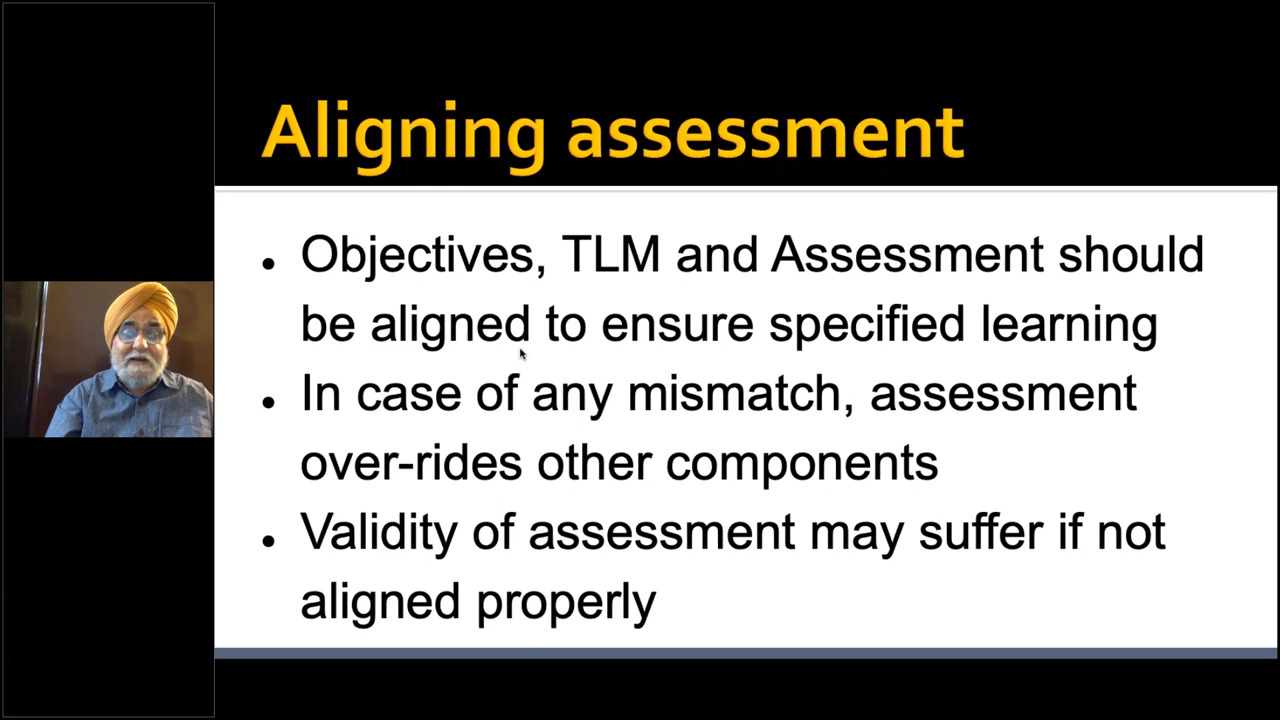 Aligning assessment
• Objectives, TLM and Assessment should
be aligned to ensure specified learning
• In case of any mismatch, assessment
over-rides other components
• Validity of assessment may suffer if not
aligned properly